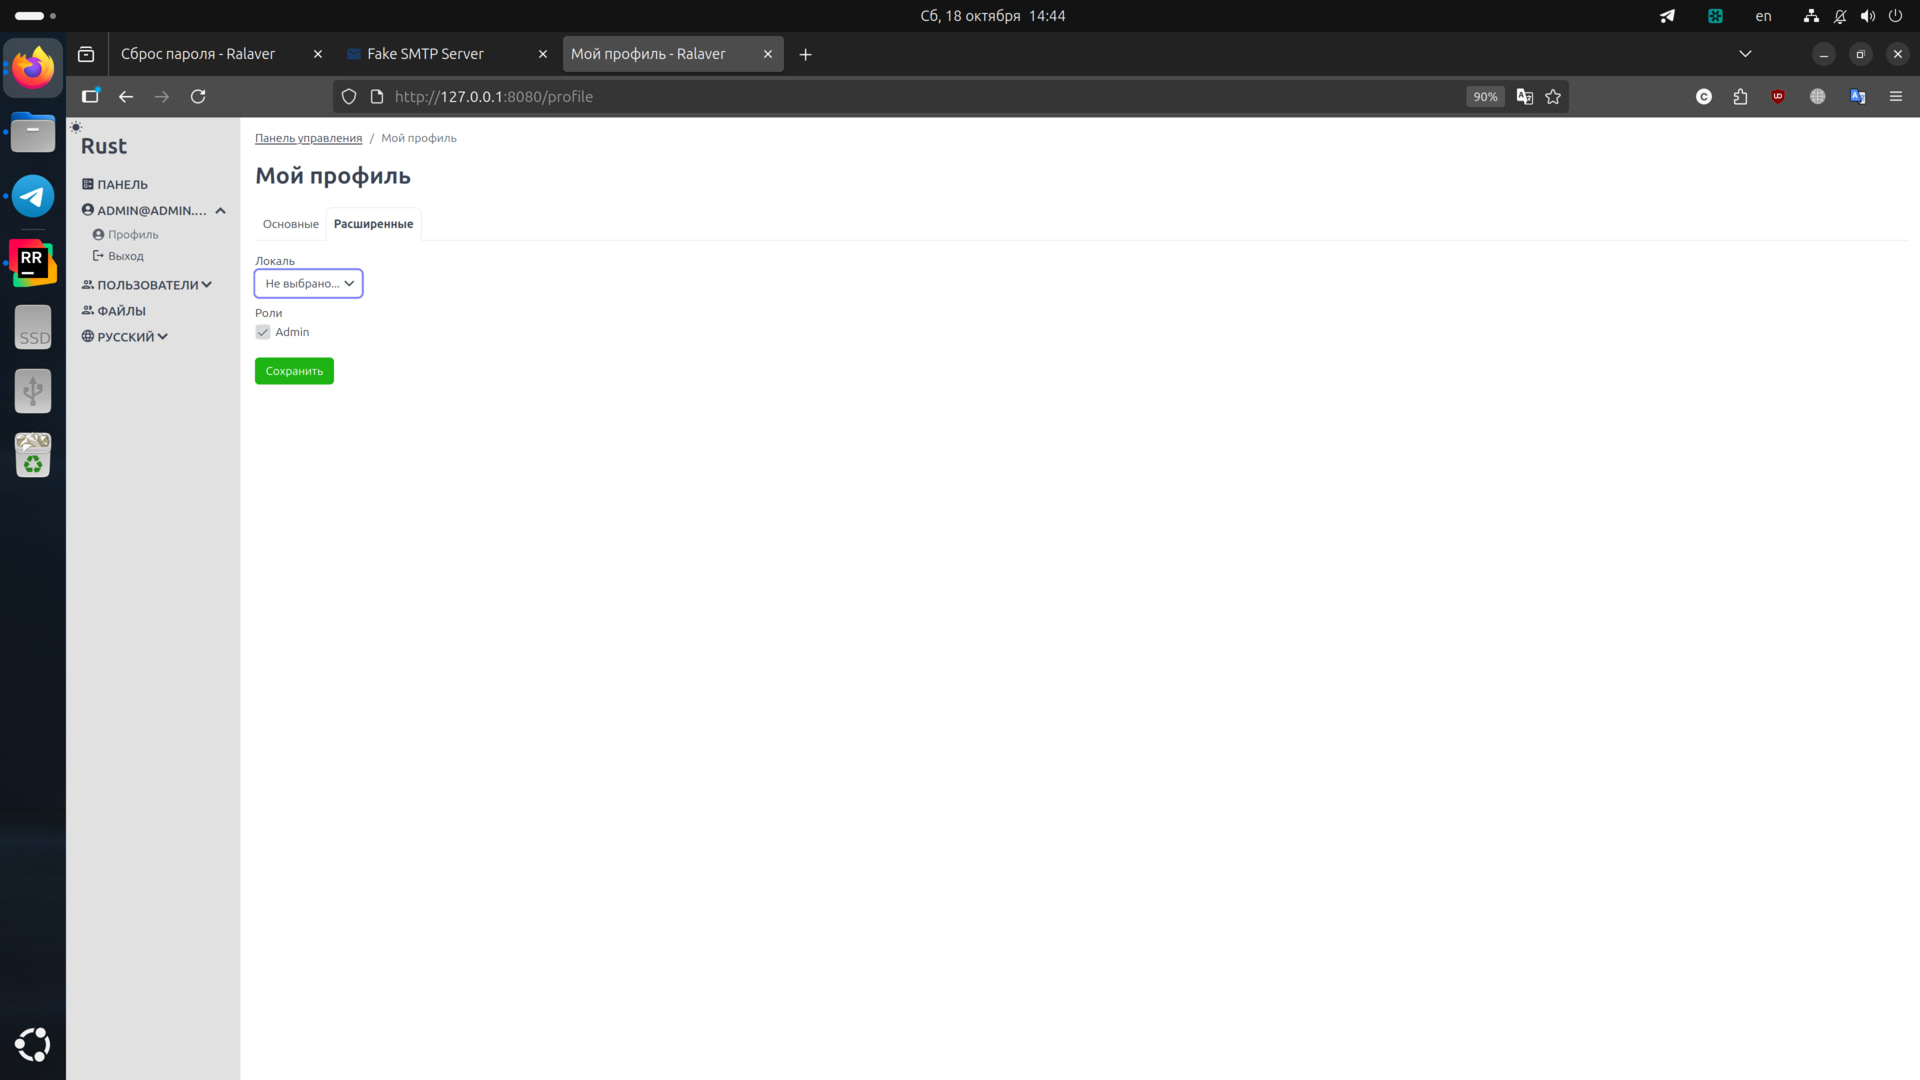 Сб, 18 октября 14:44
en
Сброс пароля - Ralaver
Fake SMTP Server
Мой профиль - Ralaver
http://127.0.0.1:8080/profile
90%
RR
SSD
Rust
ПАНЕЛЬ
ADMIN@ADMIN....
Профиль
Выход
ПОЛЬЗОВАТЕЛИ
ФАЙЛЫ
РУССКИЙ
Панель управления / Мой профиль
Мой профиль
Основные
Расширенные
Локаль
Не выбрано...
Роли
Admin
Сохранить